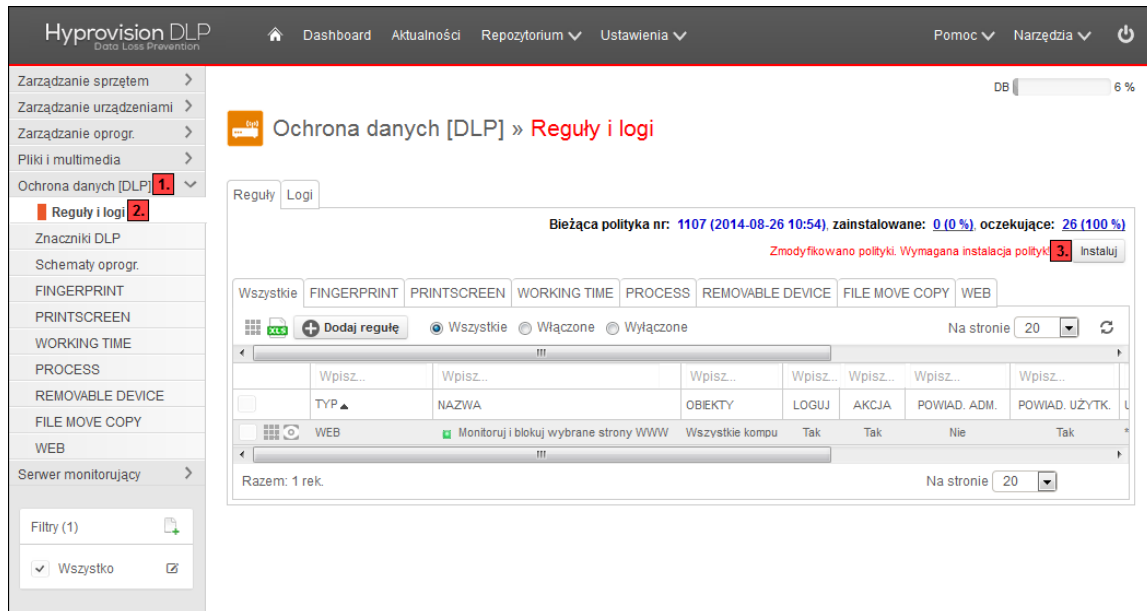 Hyprovision DLP
Data Loss Prevention
Dashboard Aktualności Repozytorium Ustawienia Pomoc Narzędzia
Zarządzanie sprzętem
Zarządzanie urządzeniami
Zarządzanie oprogr.
Pliki i multimedia
Ochrona danych [DLP] 1.
Reguły i logi 2.
Znaczniki DLP
Schematy oprogr.
FINGERPRINT
PRINTSCREEN
WORKING TIME
PROCESS
REMOVABLE DEVICE
FILE MOVE COPY
WEB
Serwer monitorujący
Filtry (1)
Wszystko
DB 6 %
Ochrona danych [DLP] » Reguły i logi
Reguły Logi
Bieżąca polityka nr: 1107 (2014-08-26 10:54), zainstalowane: 0 (0 %), oczekujące: 26 (100 %)
Zmodyfikowano polityki. Wymagana instalacja polityk! 3. Instaluj
Wszystkie FINGERPRINT PRINTSCREEN WORKING TIME PROCESS REMOVABLE DEVICE FILE MOVE COPY WEB
XLS Dodaj regułę Wszystkie Włączone Wyłączone Na stronie 20
Wpisz... Wpisz... Wpisz... Wpisz... Wpisz... Wpisz... Wpisz...
TYP NAZWA OBIEKTY LOGUJ AKCJA POWIAD. ADM. POWIAD. UŻYTK.
WEB Monitoruj i blokuj wybrane strony WWW Wszystkie kompu Tak Tak Nie Tak *
Razem: 1 rek. Na stronie 20